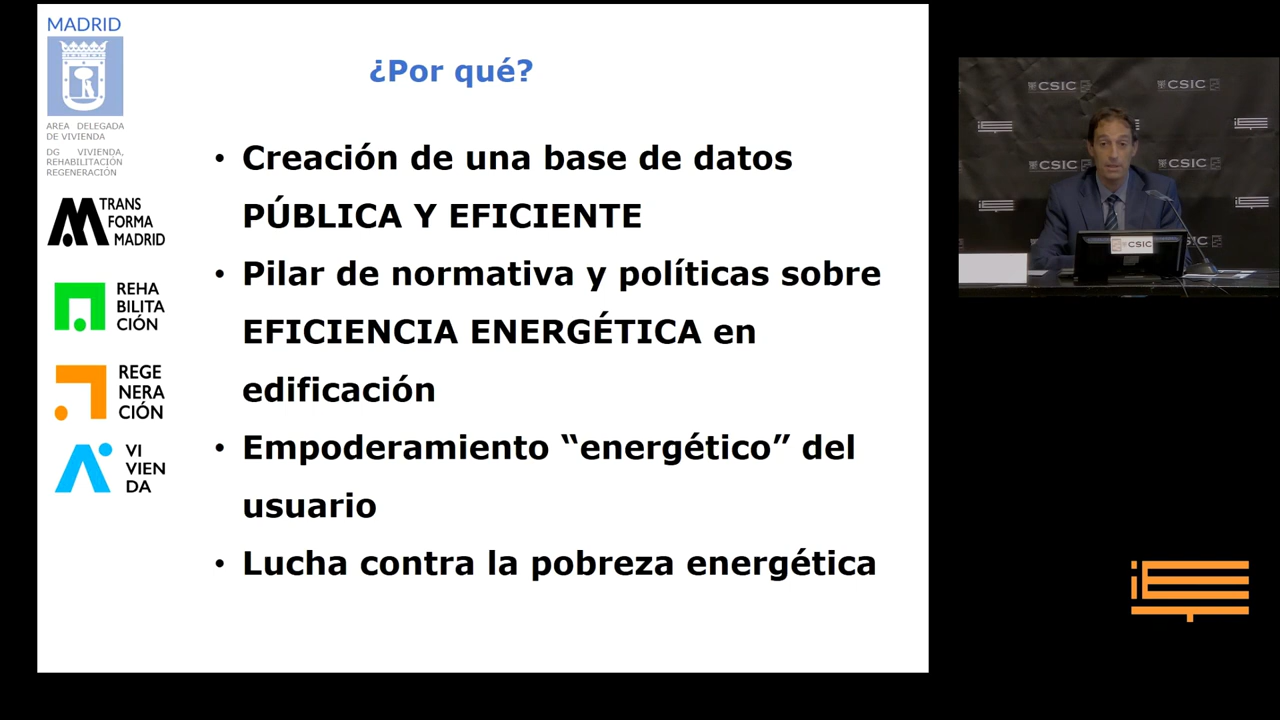 MADRID
AREA DELEGADA
DE VIVIENDA
DG VIVIENDA,
REHABILITACIÓN
REGENERACIÓN
TRANS
FORMA
MADRID
REHA
BILITA
CIÓN
REGE
NERA
CIÓN
VI
VIEN
DA
¿Por qué?
• Creación de una base de datos
PÚBLICA Y EFICIENTE
• Pilar de normativa y políticas sobre
EFICIENCIA ENERGÉTICA en
edificación
• Empoderamiento “energético” del
usuario
• Lucha contra la pobreza energética
CSIC
CSIC
CSIC
CSIC
CSIC
CSIC